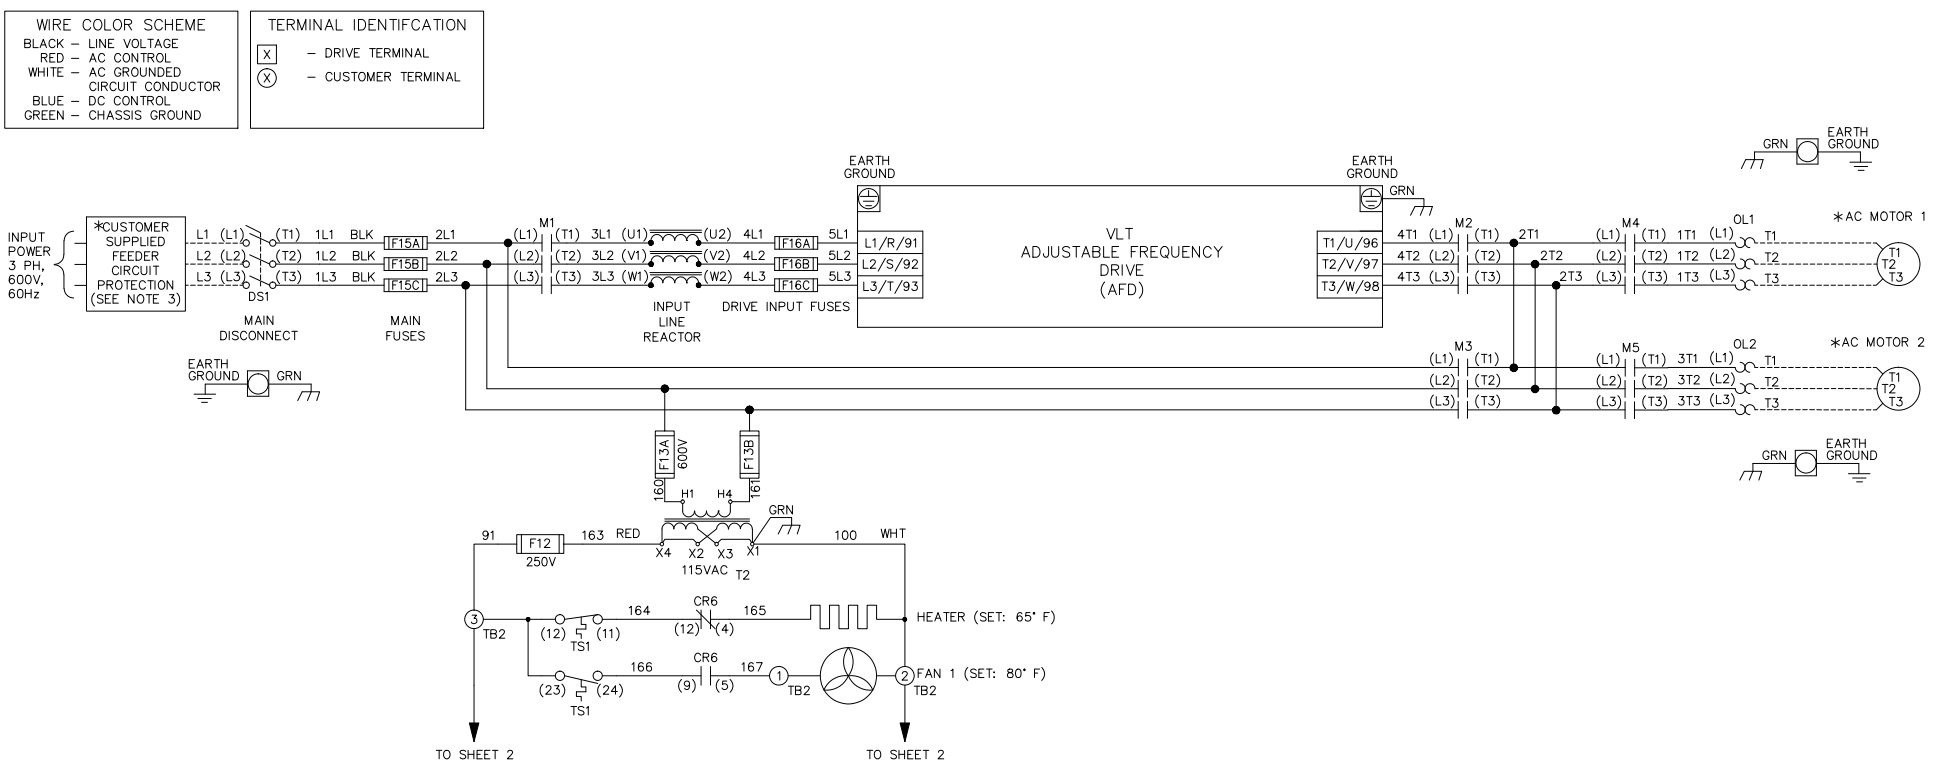 WIRE COLOR SCHEME
BLACK – LINE VOLTAGE
RED – AC CONTROL
WHITE – AC GROUNDED
CIRCUIT CONDUCTOR
BLUE – DC CONTROL
GREEN – CHASSIS GROUND
TERMINAL IDENTIFCATION
X – DRIVE TERMINAL
X – CUSTOMER TERMINAL
INPUT
POWER
3 PH,
600V,
60Hz
*CUSTOMER
SUPPLIED
FEEDER
CIRCUIT
PROTECTION
(SEE NOTE 3)
L1 (L1) (T1) 1L1 BLK F15A 2L1
L2 (L2) (T2) 1L2 BLK F15B 2L2
L3 (L3) (T3) 1L3 BLK F15C 2L3
DS1
MAIN
DISCONNECT
MAIN
FUSES
M1
(L1) (T1) 3L1 (U1) (U2) 4L1 F16A 5L1
(L2) (T2) 3L2 (V1) (V2) 4L2 F16B 5L2
(L3) (T3) 3L3 (W1) (W2) 4L3 F16C 5L3
INPUT
LINE
REACTOR
DRIVE INPUT FUSES
EARTH
GROUND
L1/R/91
L2/S/92
L3/T/93
VLT
ADJUSTABLE FREQUENCY
DRIVE
(AFD)
EARTH
GROUND
GRN
T1/U/96
T2/V/97
T3/W/98
M2
4T1 (L1) (T1) 2T1
4T2 (L2) (T2) 2T2
4T3 (L3) (T3) 2T3
M4
(L1) (T1) 1T1 (L1) T1
(L2) (T2) 1T2 (L2) T2
(L3) (T3) 1T3 (L3) T3
OL1
*AC MOTOR 1
T1
T2
T3
GRN
EARTH
GROUND
M3
(L1) (T1)
(L2) (T2)
(L3) (T3)
M5
(L1) (T1) 3T1 (L1) T1
(L2) (T2) 3T2 (L2) T2
(L3) (T3) 3T3 (L3) T3
OL2
*AC MOTOR 2
T1
T2
T3
GRN
EARTH
GROUND
EARTH
GROUND
GRN
F13A
600V
F13B
160
161
H1 H4
GRN
91 F12 163 RED
250V
X4 X2 X3 X1
115VAC T2
100 WHT
3
TB2
(12) (11)
TS1
164
CR6
(12) (4)
165
HEATER (SET: 65° F)
(23) (24)
TS1
166
CR6
(9) (5)
167
1
TB2
2
TB2
FAN 1 (SET: 80° F)
TO SHEET 2
TO SHEET 2